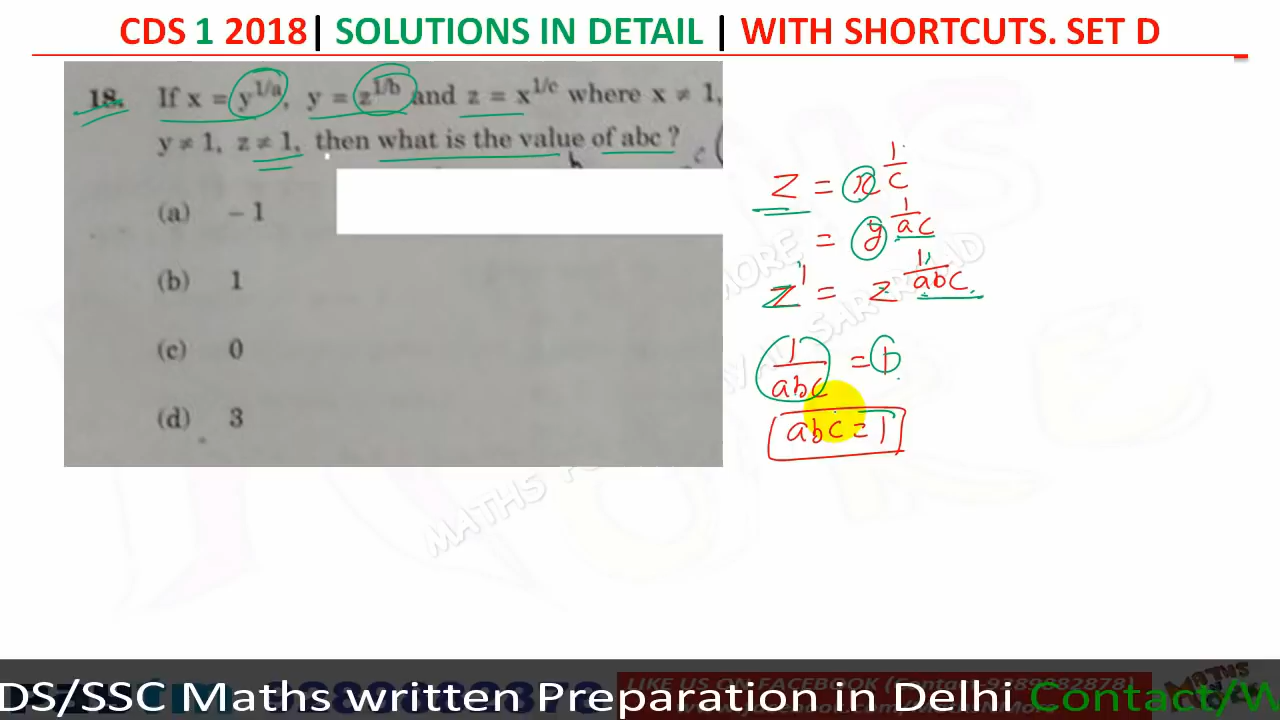 CDS 1 2018| SOLUTIONS IN DETAIL | WITH SHORTCUTS. SET D
18. If x = y^1/a, y = z^1/b and z = x^1/c where x ≠ 1,
y ≠ 1, z ≠ 1, then what is the value of abc ?
(a) – 1
(b) 1
(c) 0
(d) 3
z = x^1/c
= y^1/ac
z^1 = z^1/abc
1/abc = 1
abc = 1
DS/SSC Maths written Preparation in Delhi Contact/W
LIKE US ON FACEBOOK